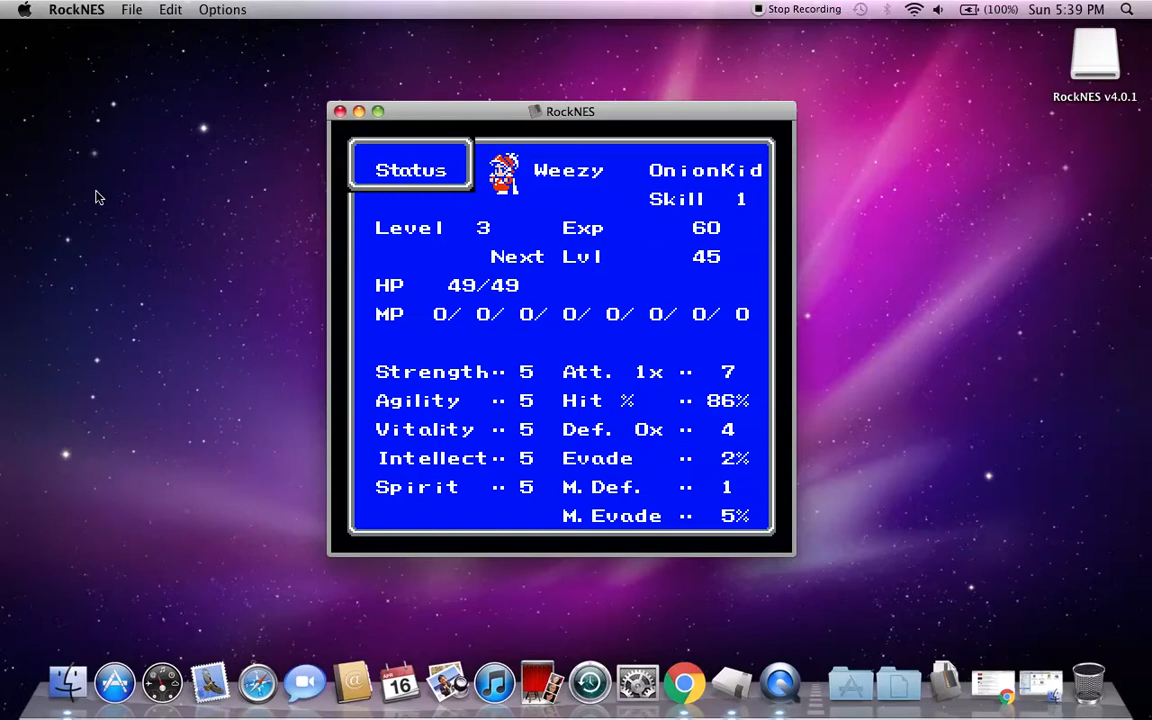 RockNES File Edit Options Stop Recording (100%) Sun 5:39 PM
RockNES v4.0.1
RockNES
Status Weezy OnionKid
Skill 1
Level 3 Exp 60
Next Lvl 45
HP 49/49
MP 0/ 0/ 0/ 0/ 0/ 0/ 0/ 0
Strength·· 5 Att. 1x ·· 7
Agility ·· 5 Hit % ·· 86%
Vitality ·· 5 Def. 0x ·· 4
Intellect·· 5 Evade ·· 2%
Spirit ·· 5 M.Def. ·· 1
M.Evade ·· 5%
16